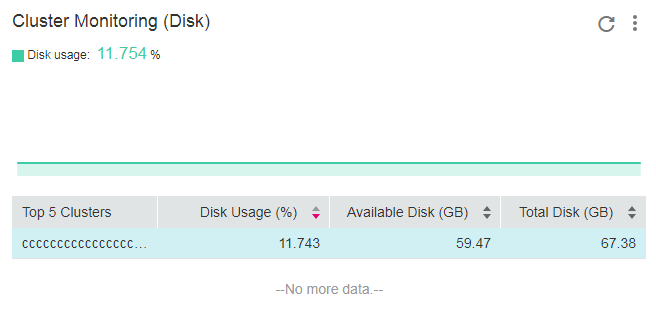 Cluster Monitoring (Disk)
Disk usage: 11.754 %
Top 5 Clusters Disk Usage (%) Available Disk (GB) Total Disk (GB)
cccccccccccccccc... 11.743 59.47 67.38
--No more data.--